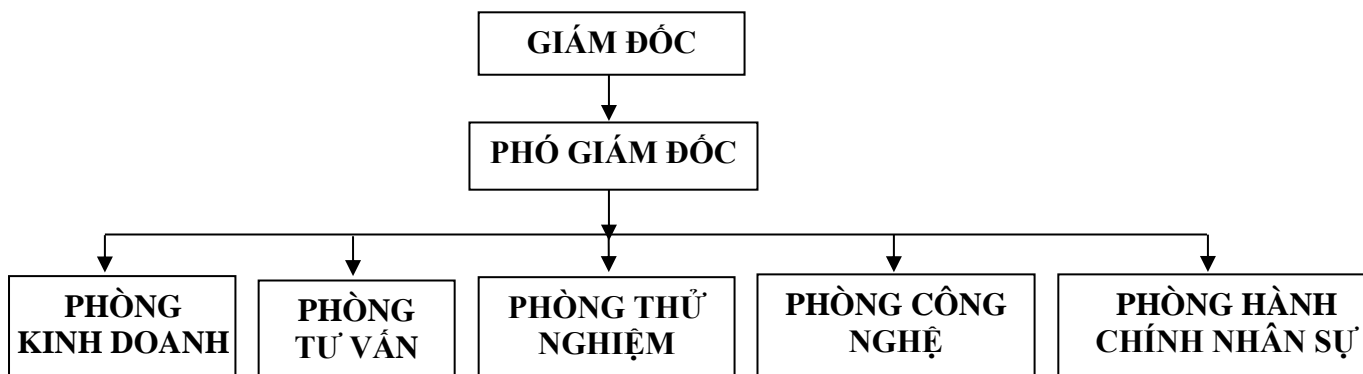 GIÁM ĐỐC
PHÓ GIÁM ĐỐC
PHÒNG
KINH DOANH
PHÒNG
TƯ VẤN
PHÒNG THỬ
NGHIỆM
PHÒNG CÔNG
NGHỆ
PHÒNG HÀNH
CHÍNH NHÂN SỰ